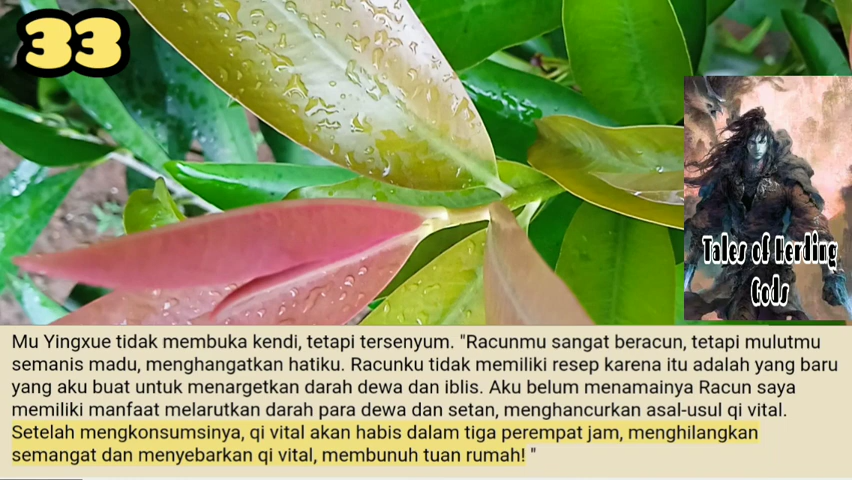 33
Tales of Herding
Gods
Mu Yingxue tidak membuka kendi, tetapi tersenyum. "Racunmu sangat beracun, tetapi mulutmu
semanis madu, menghangatkan hatiku. Racunku tidak memiliki resep karena itu adalah yang baru
yang aku buat untuk menargetkan darah dewa dan iblis. Aku belum menamainya Racun saya
memiliki manfaat melarutkan darah para dewa dan setan, menghancurkan asal-usul qi vital.
Setelah mengkonsumsinya, qi vital akan habis dalam tiga perempat jam, menghilangkan
semangat dan menyebarkan qi vital, membunuh tuan rumah! "